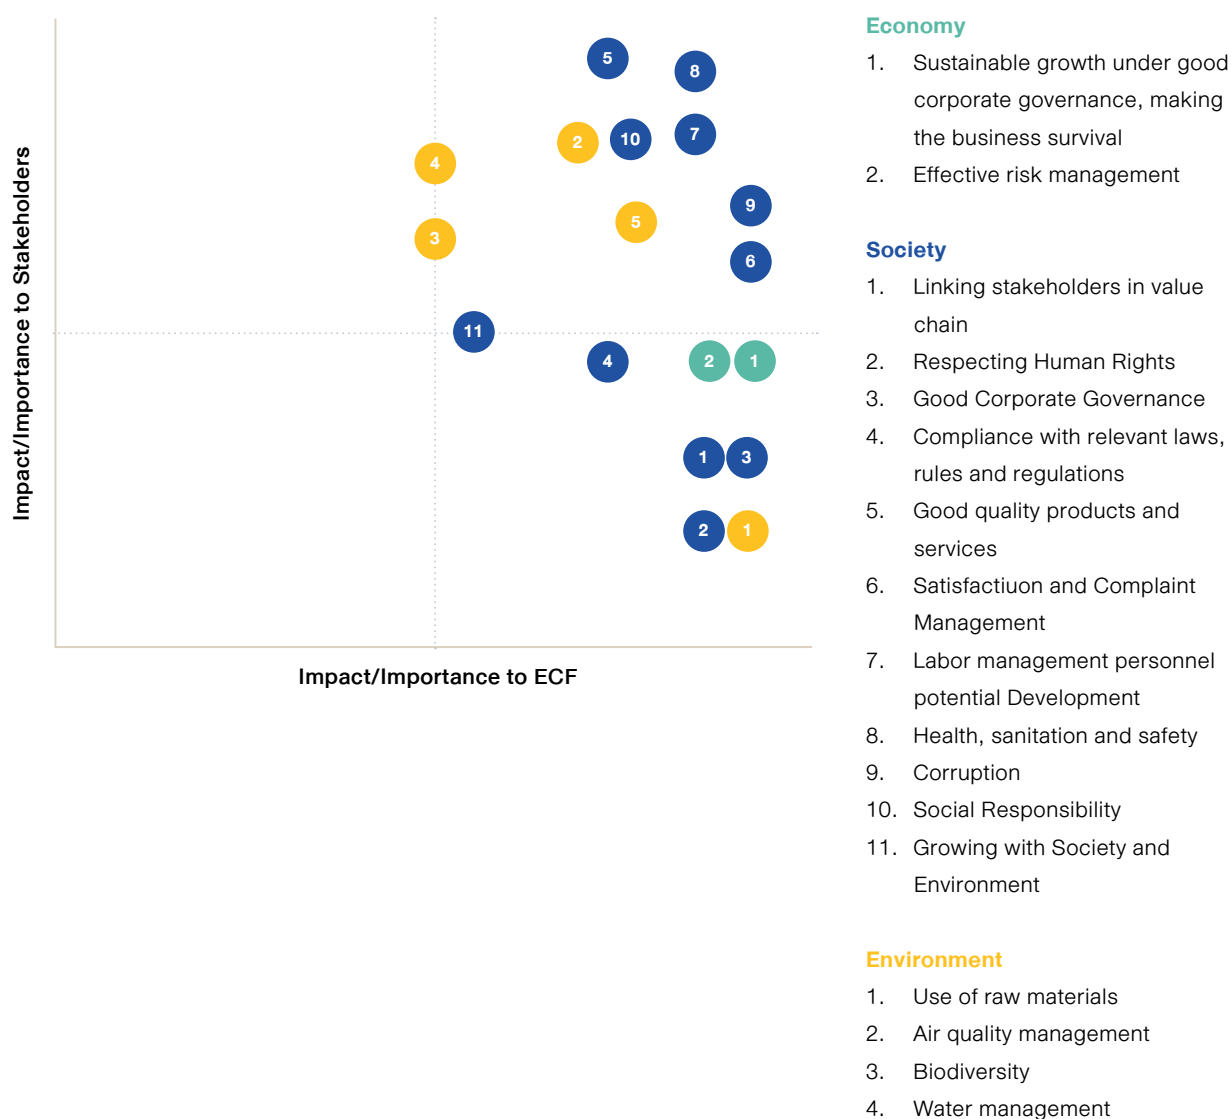 Impact/Importance to Stakeholders
5
8
2
10
7
4
9
5
3
6
11
4
2
1
1
3
2
1
Impact/Importance to ECF
Economy
1. Sustainable growth under good
corporate governance, making
the business survival
2. Effective risk management
Society
1. Linking stakeholders in value
chain
2. Respecting Human Rights
3. Good Corporate Governance
4. Compliance with relevant laws,
rules and regulations
5. Good quality products and
services
6. Satisfactiuon and Complaint
Management
7. Labor management personnel
potential Development
8. Health, sanitation and safety
9. Corruption
10. Social Responsibility
11. Growing with Society and
Environment
Environment
1. Use of raw materials
2. Air quality management
3. Biodiversity
4. Water management